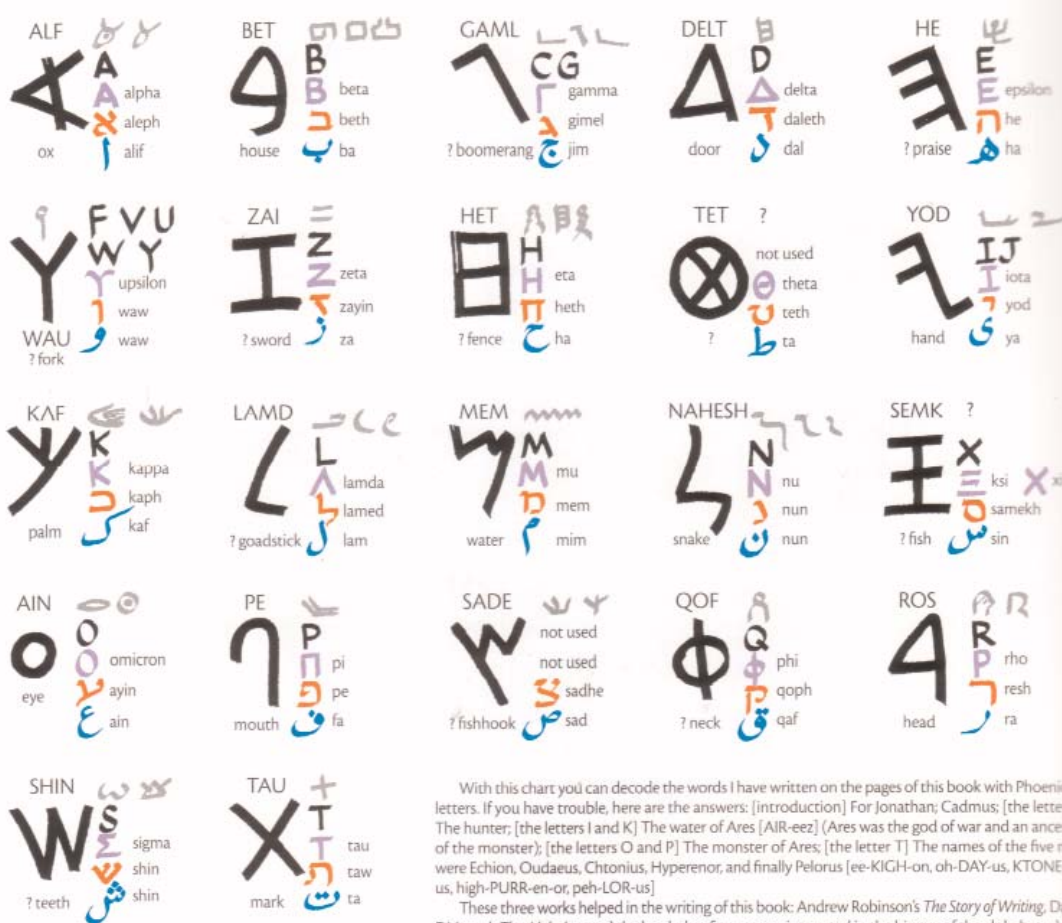 ALF
𐤀
A
Α alpha
א aleph
ا alif
ox
BET
𐤁
B
Β beta
ב beth
ب ba
house
GAML
𐤂
C G
Γ gamma
ג gimel
ج jim
? boomerang
DELT
𐤃
D
Δ delta
ד daleth
د dal
door
HE
𐤄
E
Ε epsilon
ה he
ه ha
? praise
𐤅
F V U
W Y
ϒ upsilon
ו waw
و waw
WAU
? fork
ZAI
𐤆
Z
Ζ zeta
ז zayin
ز za
? sword
HET
𐤇
H
Η eta
ח heth
ح ha
? fence
TET ?
𐤈
not used
Θ theta
ט teth
ط ta
?
YOD
𐤉
I J
Ι iota
י yod
ى ya
hand
KAF
𐤊
K
Κ kappa
כ kaph
ک kaf
palm
LAMD
𐤋
L
Λ lamda
ל lamed
ل lam
? goadstick
MEM
𐤌
M
Μ mu
מ mem
م mim
water
NAHESH
𐤍
N
Ν nu
נ nun
ن nun
snake
SEMK ?
𐤎
X
Ξ ksi X xi
ס samekh
س sin
? fish
AIN
𐤏
O
Ο omicron
ע ayin
ع ain
eye
PE
𐤐
P
Π pi
פ pe
ف fa
mouth
SADE
𐤑
not used
not used
צ sadhe
ص sad
? fishhook
QOF
𐤒
Q
Φ phi
ק qoph
ق qaf
? neck
ROS
𐤓
R
Ρ rho
ר resh
ر ra
head
SHIN
𐤔
S
Σ sigma
ש shin
ش shin
? teeth
TAU
𐤕
T
Τ tau
ת taw
ت ta
mark
With this chart you can decode the words I have written on the pages of this book with Phoeni
letters. If you have trouble, here are the answers: [introduction] For Jonathan; Cadmus; [the lette
The hunter; [the letters I and K] The water of Ares [AIR-eez] (Ares was the god of war and an ance
of the monster); [the letters O and P] The monster of Ares; [the letter T] The names of the five
were Echion, Oudaeus, Chtonius, Hyperenor, and finally Pelorus [ee-KIGH-on, oh-DAY-us, KTONE
us, high-PURR-en-or, peh-LOR-us]
These three works helped in the writing of this book: Andrew Robinson's The Story of Writing,